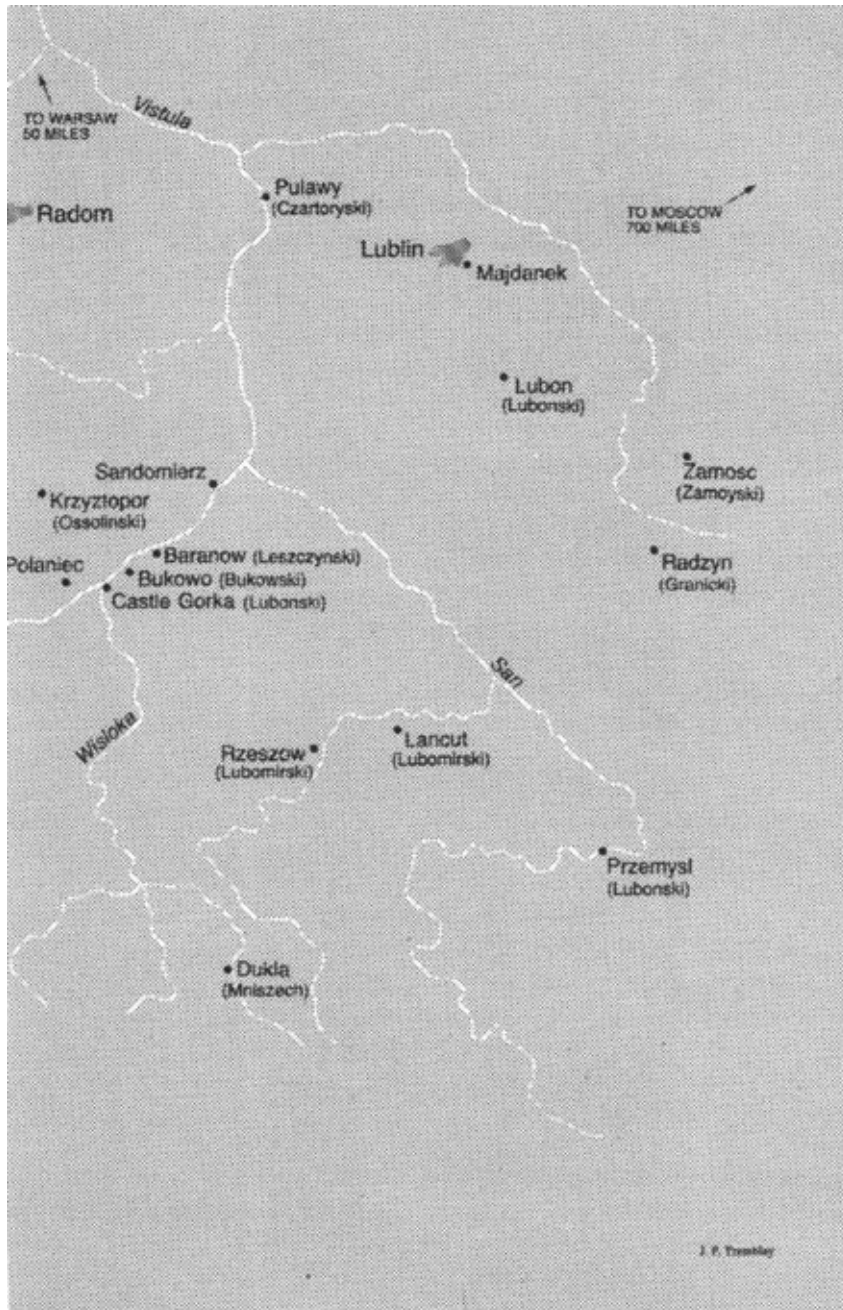 TO WARSAW
50 MILES
Vistula
Radom
Pulawy
(Czartoryski)
TO MOSCOW
700 MILES
Lublin
Majdanek
Lubon
(Lubonski)
Sandomierz
Krzyztopor
(Ossolinski)
Zamosc
(Zamoyski)
Polaniec
Baranow (Leszczynski)
Bukowo (Bukowski)
Castle Gorka (Lubonski)
Radzyn
(Granicki)
San
Wisloka
Rzeszow
(Lubomirski)
Lancut
(Lubomirski)
Przemysl
(Lubonski)
Dukla
(Mniszech)
J. P. Tremblay